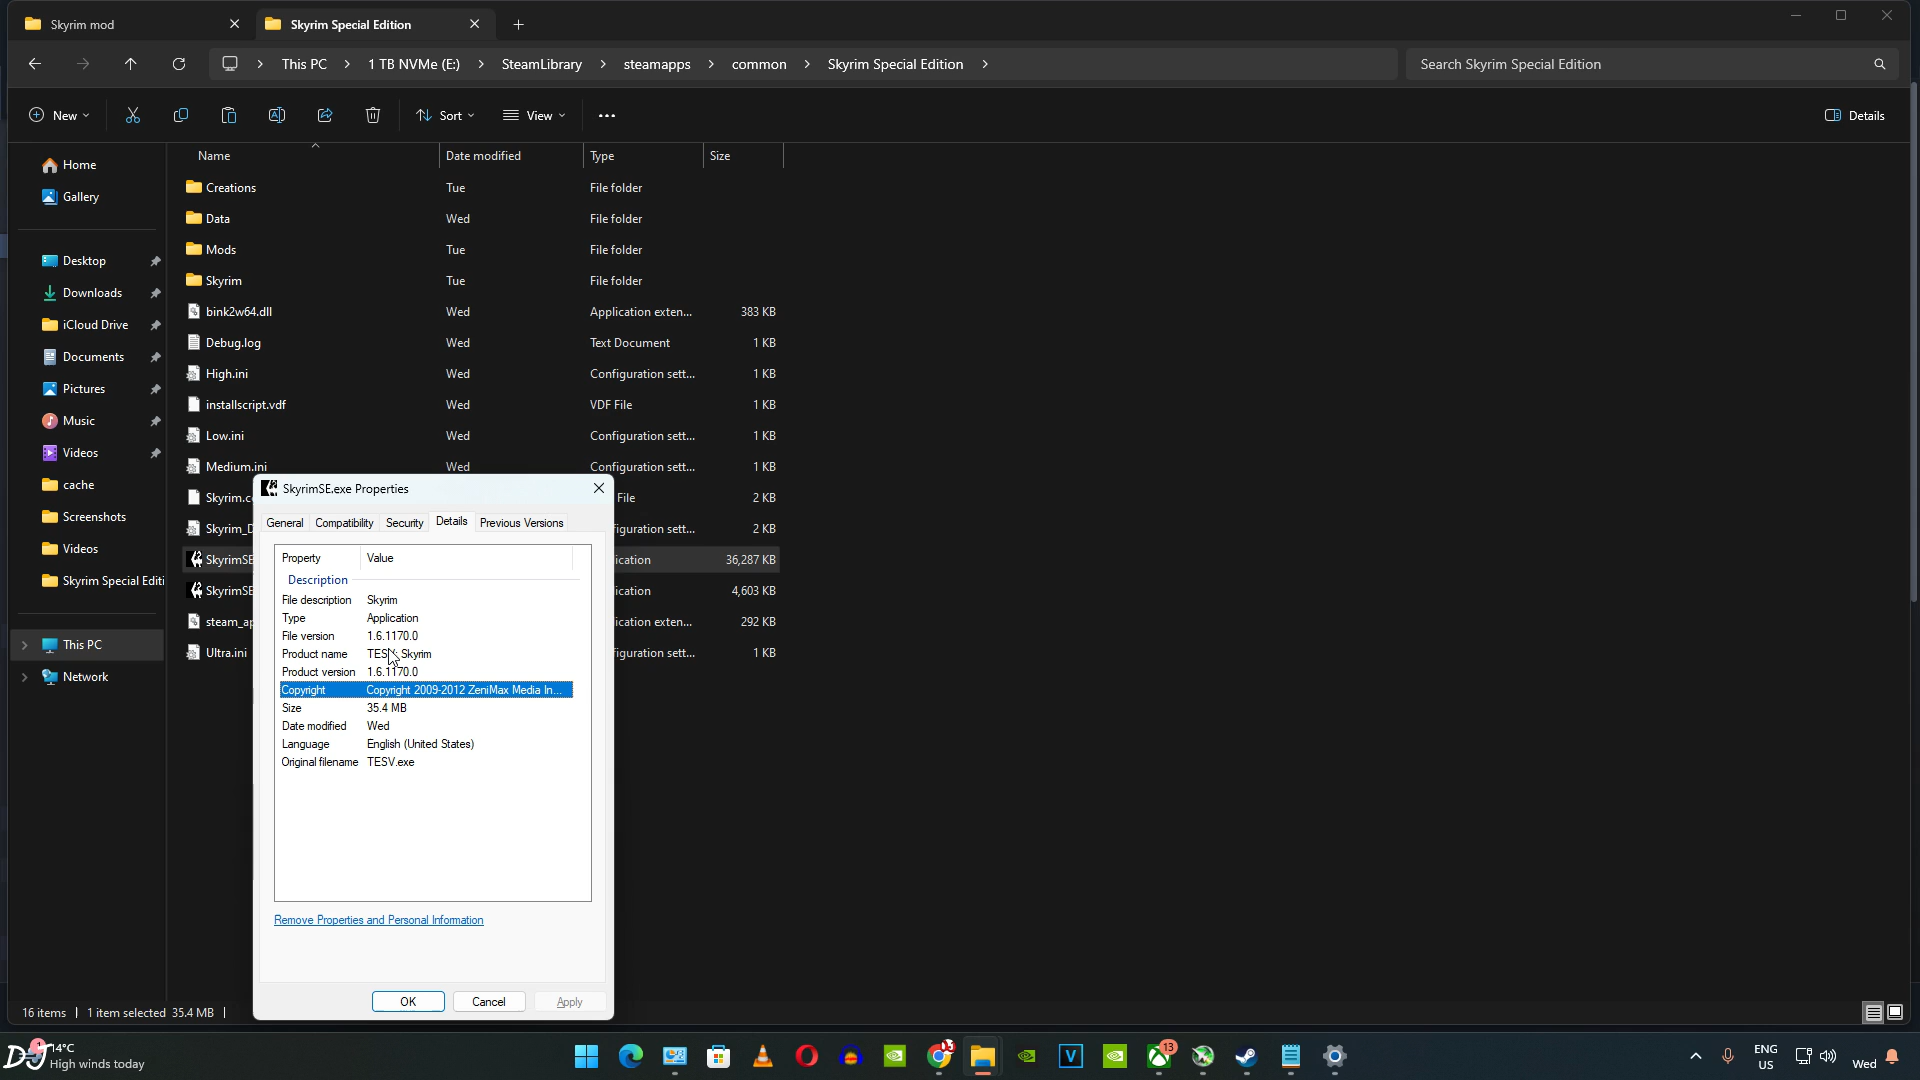 Skyrim mod
Skyrim Special Edition
This PC > 1 TB NVMe (E:) > SteamLibrary > steamapps > common > Skyrim Special Edition >
Search Skyrim Special Edition
New
Sort
View
Details
Home
Gallery
Desktop
Downloads
iCloud Drive
Documents
Pictures
Music
Videos
cache
Screenshots
Videos
Skyrim Special Editi
This PC
Network
Name Date modified Type Size
Creations Tue File folder
Data Wed File folder
Mods Tue File folder
Skyrim Tue File folder
bink2w64.dll Wed Application exten... 383 KB
Debug.log Wed Text Document 1 KB
High.ini Wed Configuration sett... 1 KB
installscript.vdf Wed VDF File 1 KB
Low.ini Wed Configuration sett... 1 KB
Medium.ini Wed Configuration sett... 1 KB
Skyrim.c File 2 KB
Skyrim_D figuration sett... 2 KB
SkyrimSE ication 36,287 KB
SkyrimSE ication 4,603 KB
steam_ap ication exten... 292 KB
Ultra.ini figuration sett... 1 KB
SkyrimSE.exe Properties
General Compatibility Security Details Previous Versions
Property Value
Description
File description Skyrim
Type Application
File version 1.6.1170.0
Product name TESV: Skyrim
Product version 1.6.1170.0
Copyright Copyright 2009-2012 ZeniMax Media In...
Size 35.4 MB
Date modified Wed
Language English (United States)
Original filename TESV.exe
Remove Properties and Personal Information
OK Cancel Apply
16 items 1 item selected 35.4 MB
DJ
14°C
High winds today
13
ENG
US
Wed